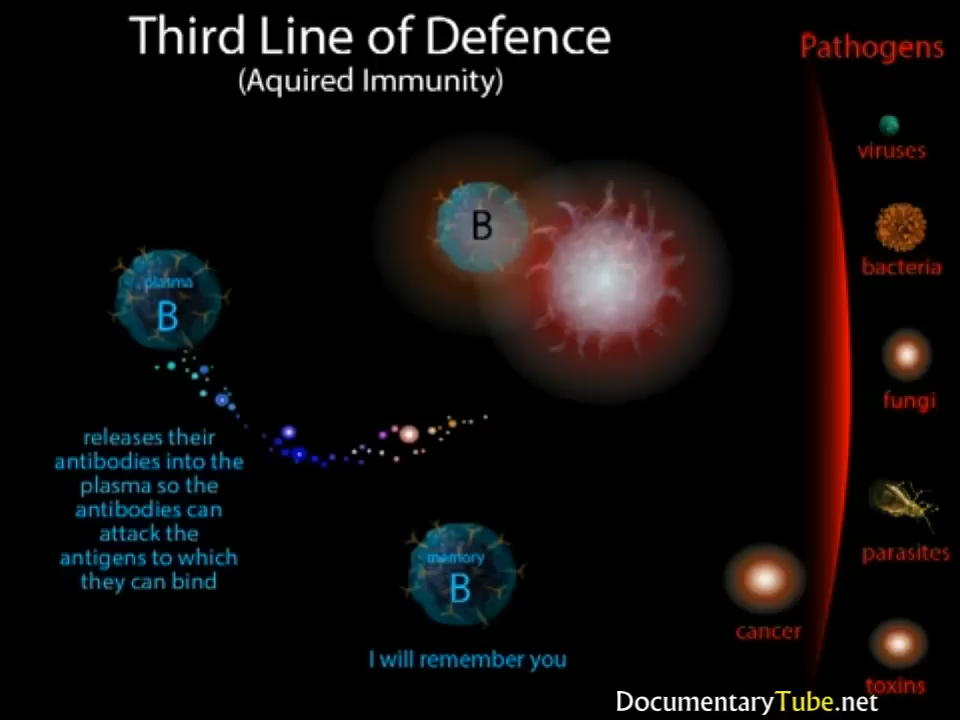 Third Line of Defence
(Aquired Immunity)
Pathogens
viruses
B
bacteria
plasma
B
fungi
releases their
antibodies into the
plasma so the
antibodies can
attack the
antigens to which
they can bind
parasites
memory
B
cancer
I will remember you
toxins
DocumentaryTube.net